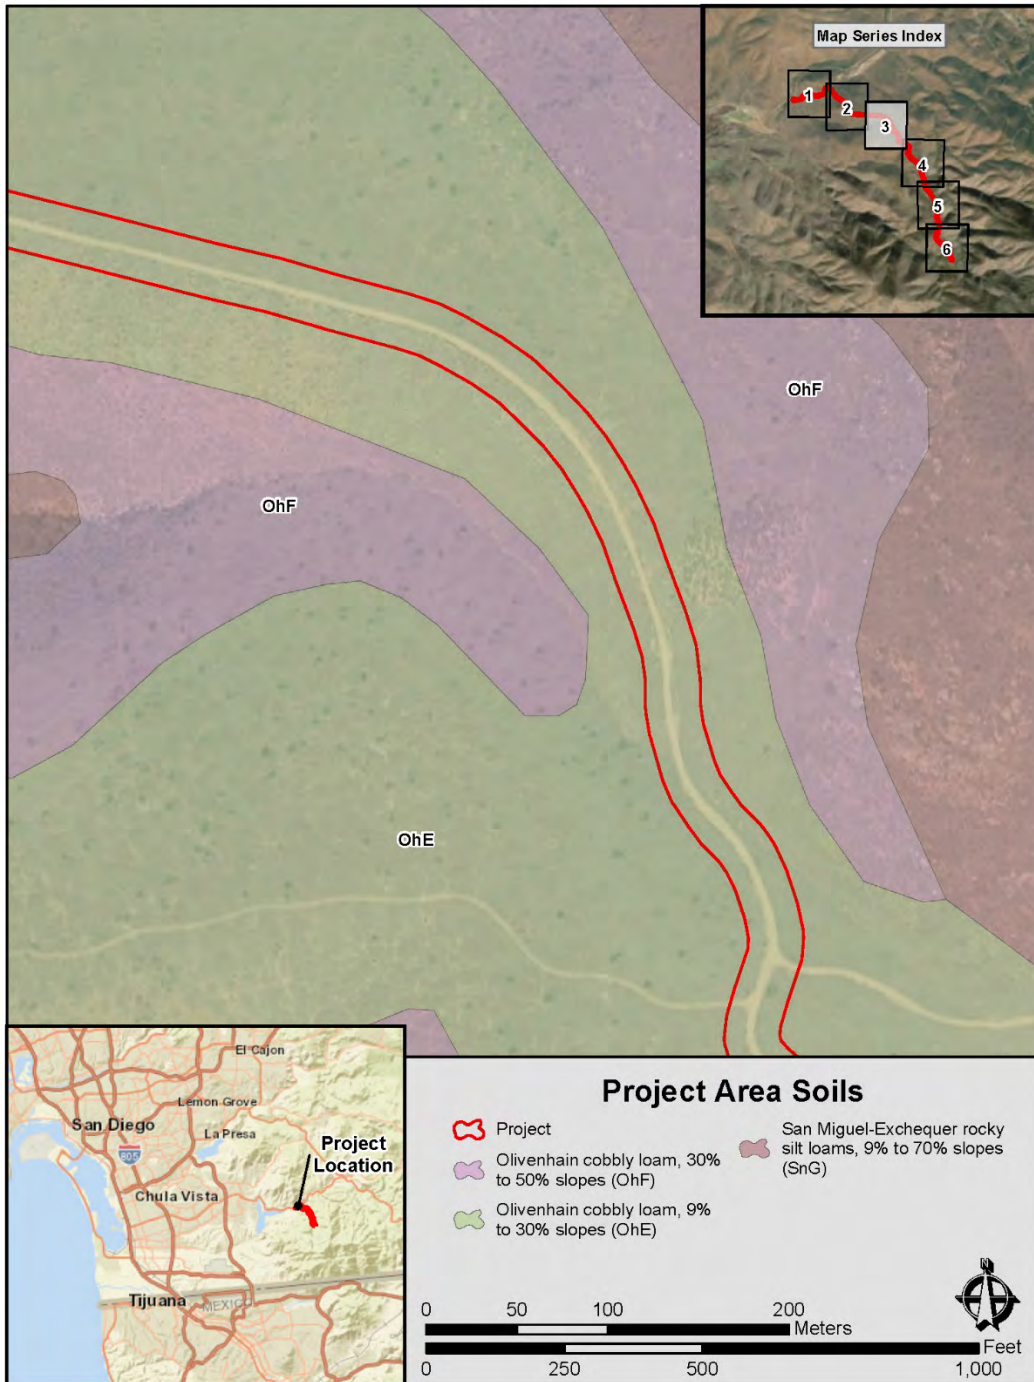 Map Series Index
1
2
3
4
5
6
OhF
OhF
OhE
El Cajon
Lemon Grove
San Diego
La Presa
805
Project
Location
Chula Vista
Tijuana
MEXICO
Project Area Soils
Project
Olivenhain cobbly loam, 30%
to 50% slopes (OhF)
Olivenhain cobbly loam, 9%
to 30% slopes (OhE)
San Miguel-Exchequer rocky
silt loams, 9% to 70% slopes
(SnG)
N
0 50 100 200
Meters
Feet
0 250 500 1,000